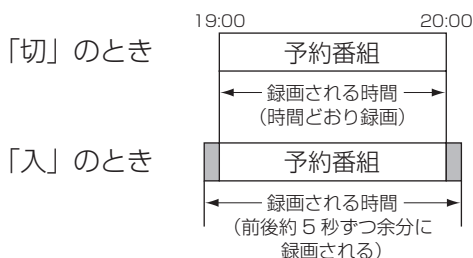 19:00 20:00
「切」のとき 予約番組
録画される時間
（時間どおり録画）
「入」のとき 予約番組
録画される時間
（前後約 5 秒ずつ余分に
録画される）